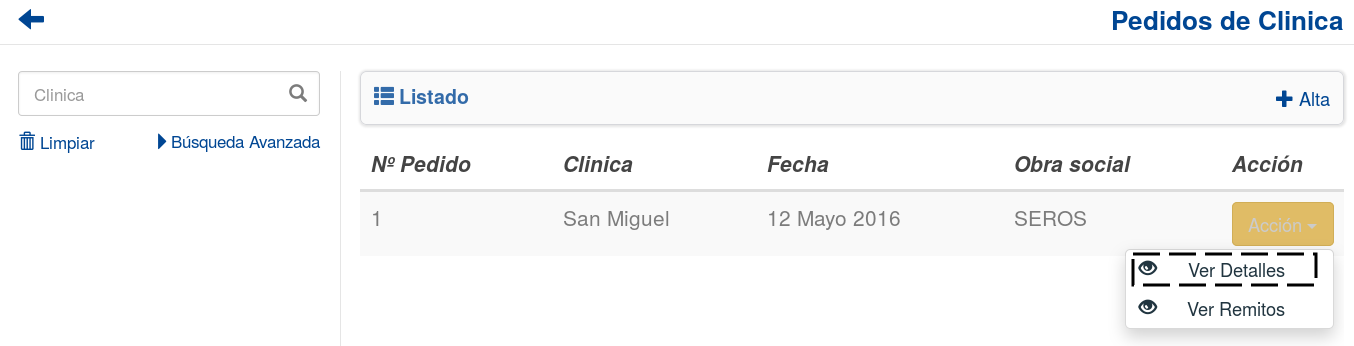 Pedidos de Clinica
Clinica
Limpiar
Búsqueda Avanzada
Listado
Alta
Nº Pedido Clinica Fecha Obra social Acción
1 San Miguel 12 Mayo 2016 SEROS Acción
Ver Detalles
Ver Remitos